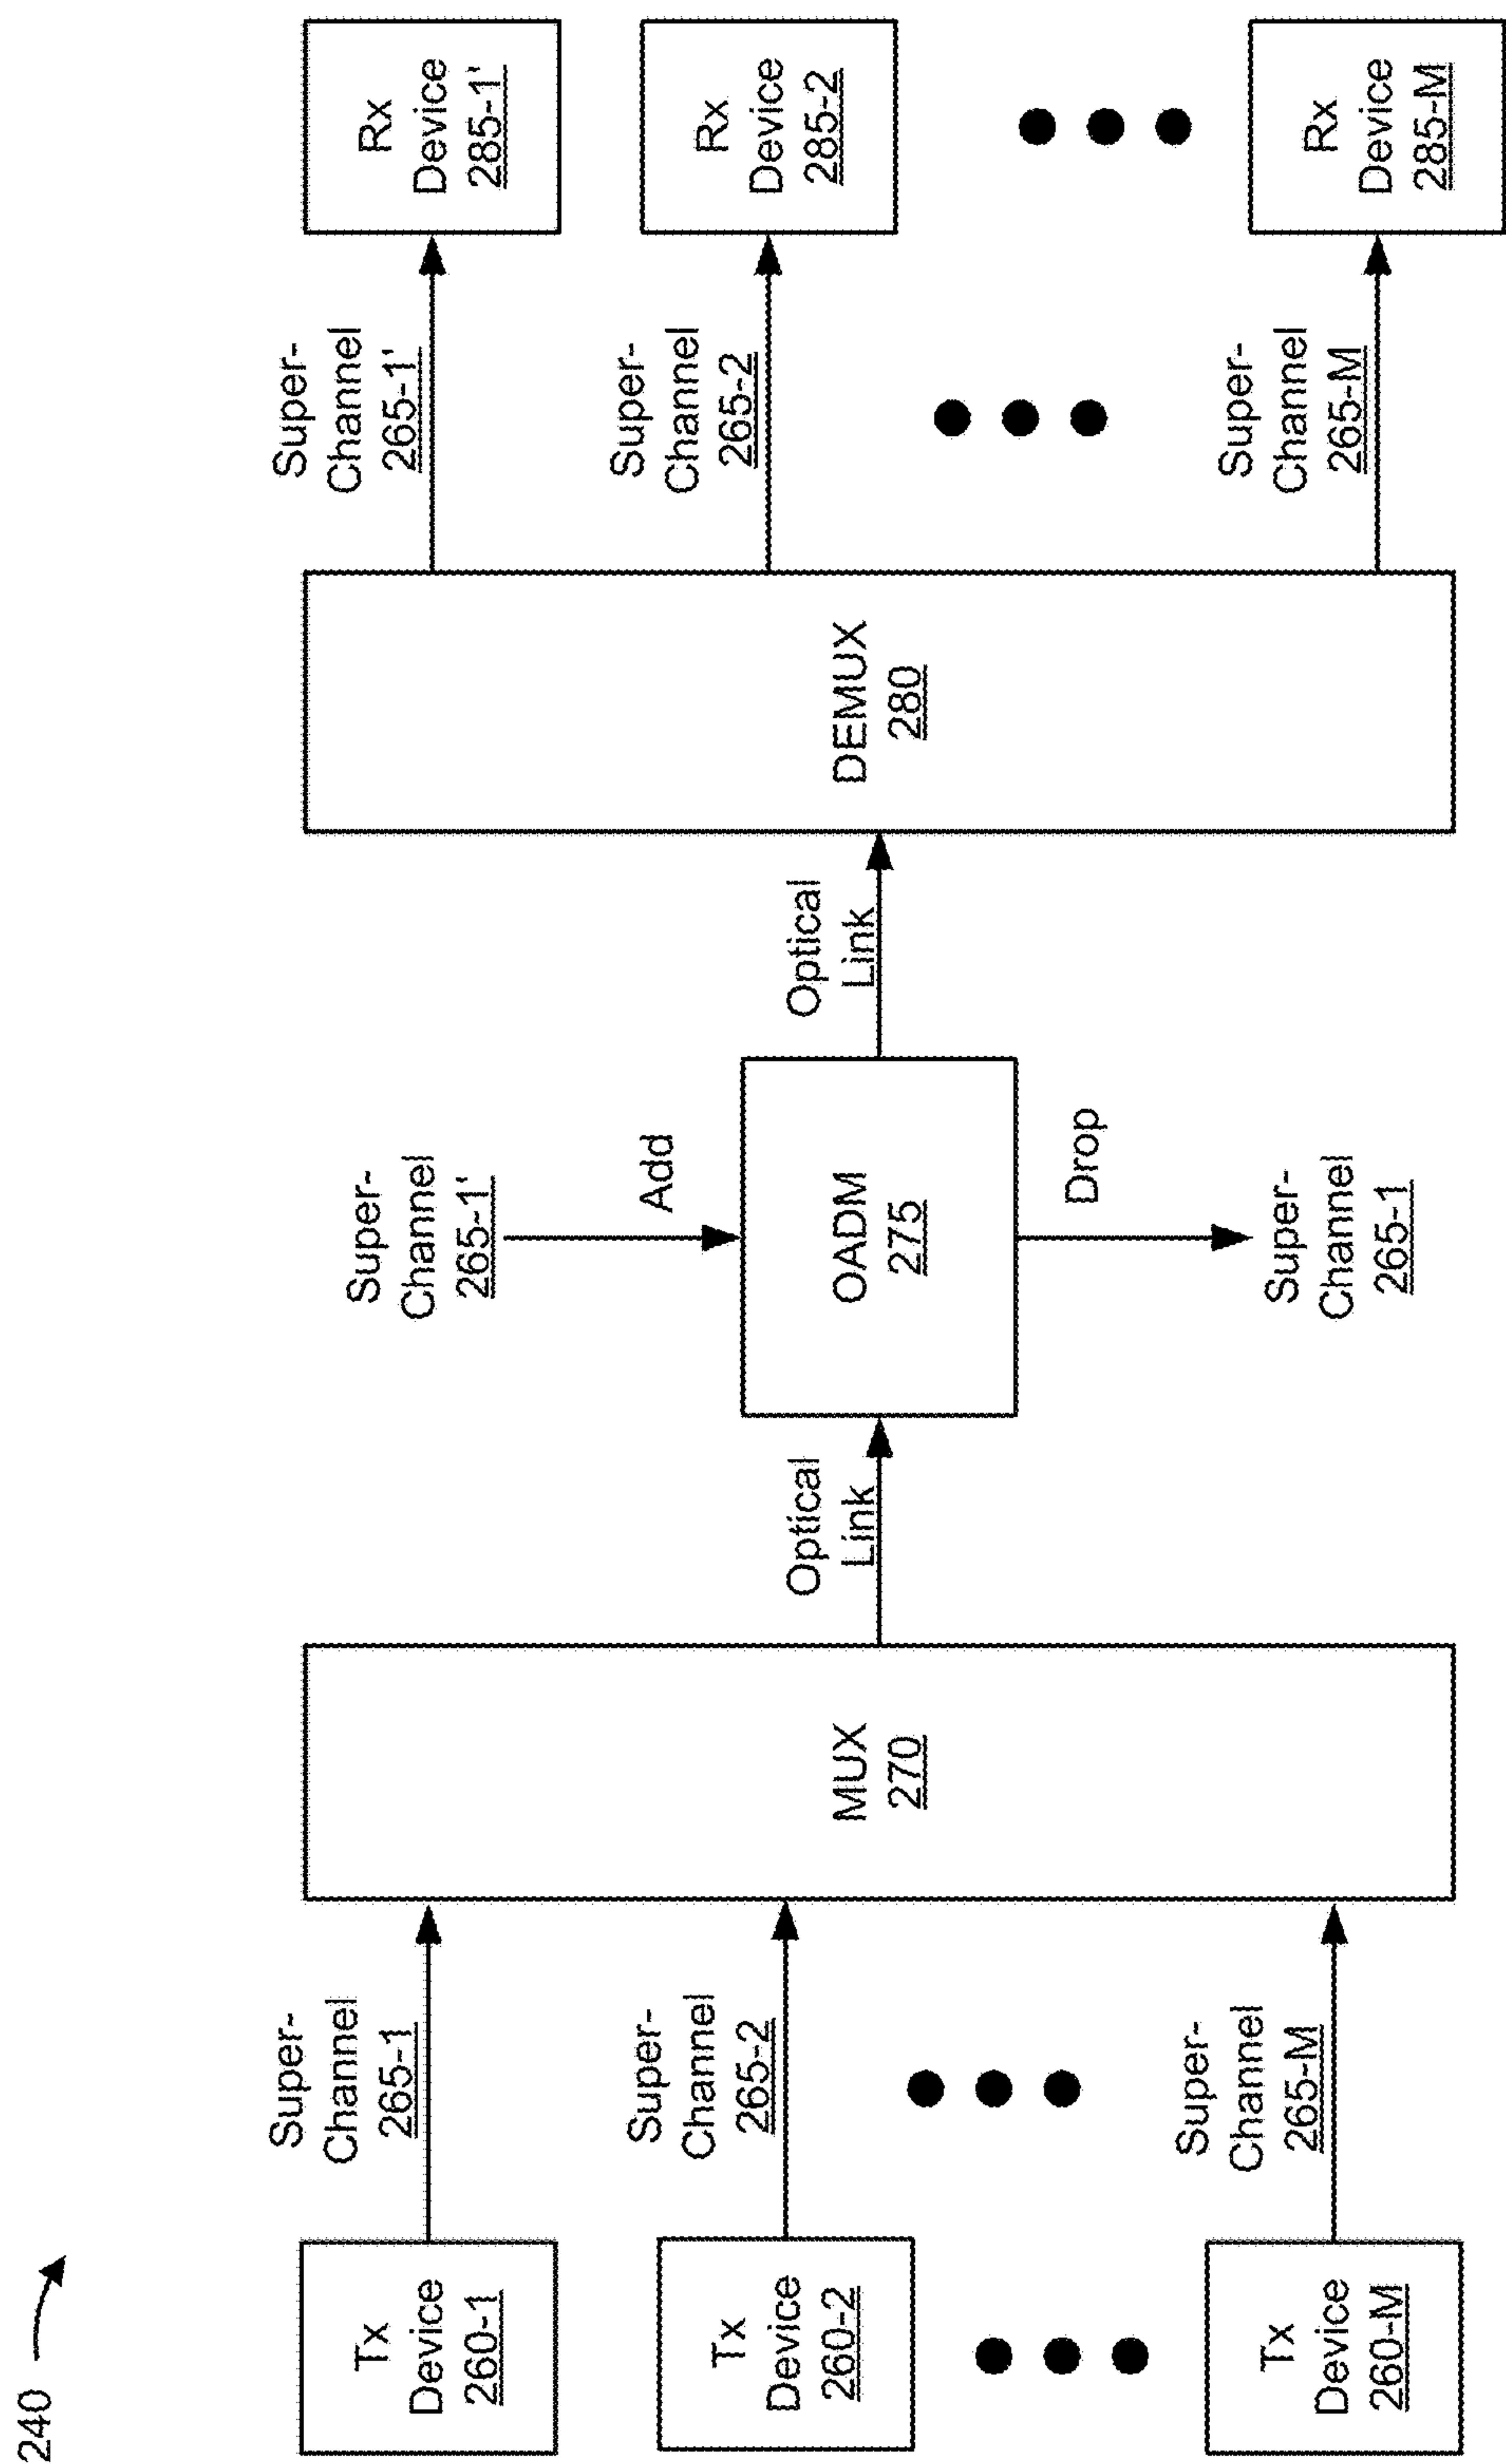 240
Tx
Device
260-1
Tx
Device
260-2
Tx
Device
260-M
Super-
Channel
265-1
Super-
Channel
265-2
Super-
Channel
265-M
MUX
270
Optical
Link
Super-
Channel
265-1'
Add
OADM
275
Drop
Super-
Channel
265-1
Optical
Link
DEMUX
280
Super-
Channel
265-1'
Super-
Channel
265-2
Super-
Channel
265-M
Rx
Device
285-1'
Rx
Device
285-2
Rx
Device
285-M